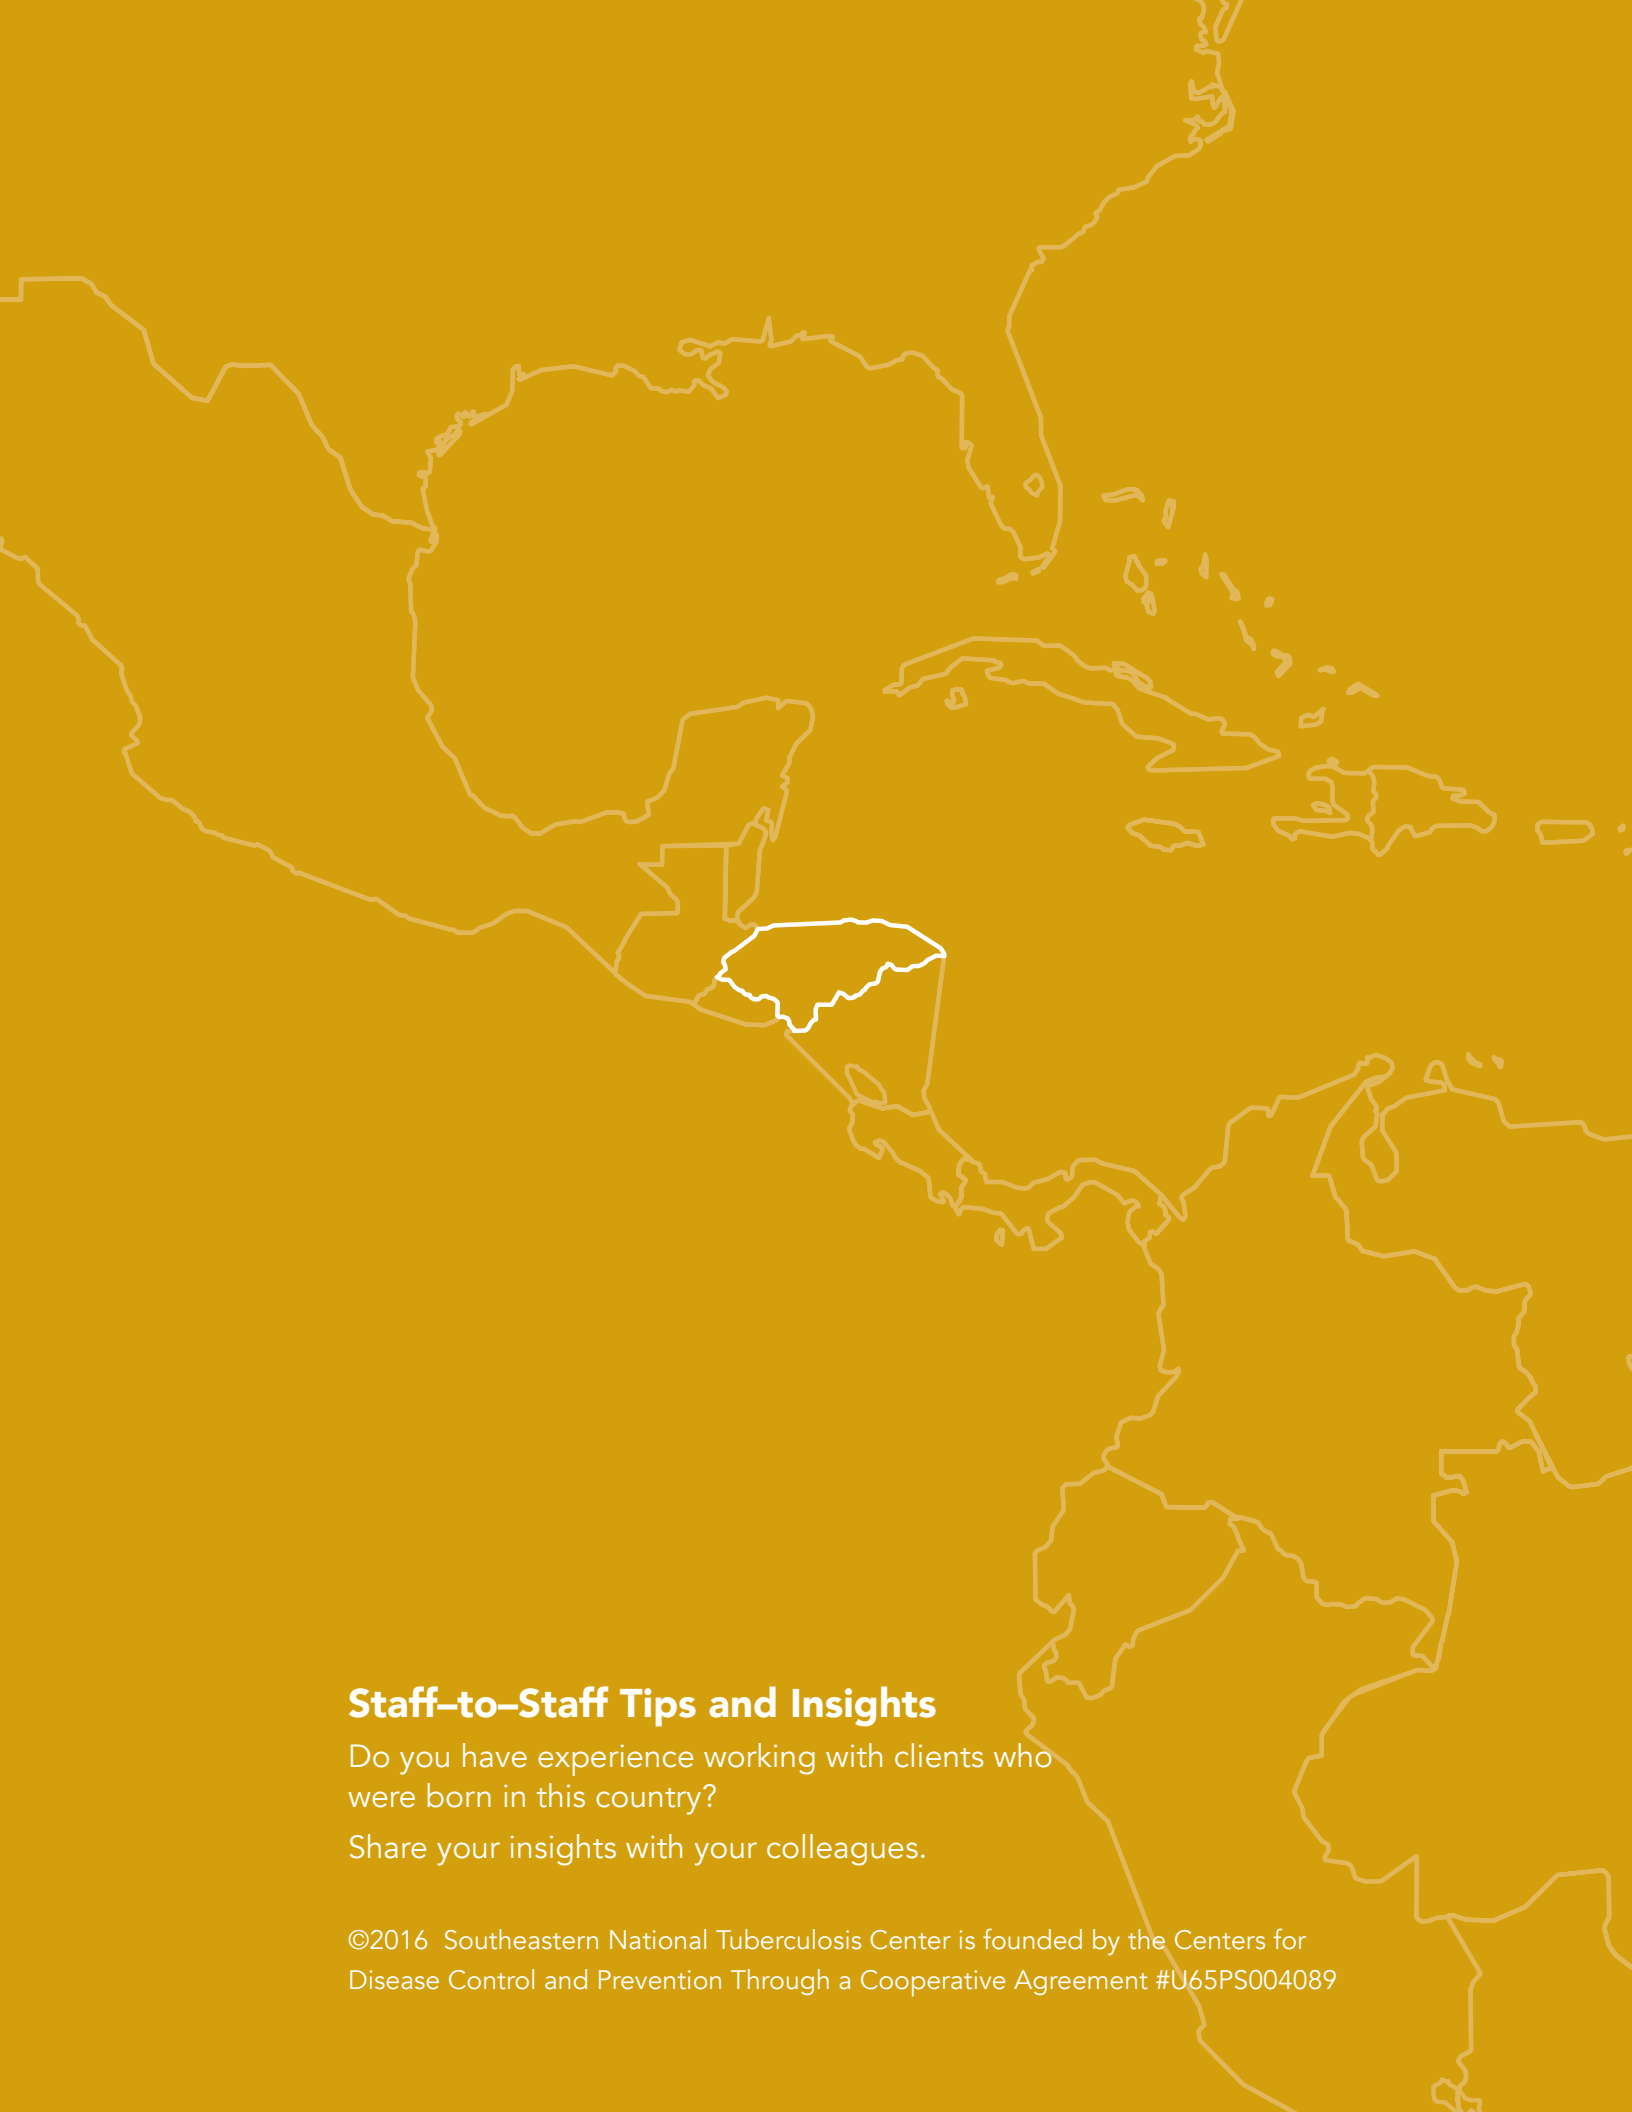 Staff–to–Staff Tips and Insights
Do you have experience working with clients who
were born in this country?
Share your insights with your colleagues.
©2016 Southeastern National Tuberculosis Center is founded by the Centers for
Disease Control and Prevention Through a Cooperative Agreement #U65PS004089